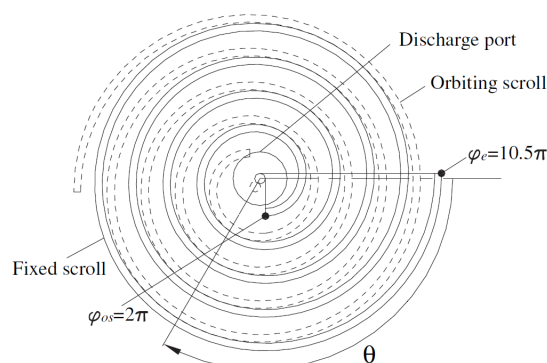 Discharge port
Orbiting scroll
φₑ=10.5π
Fixed scroll
φₒₛ=2π
θ